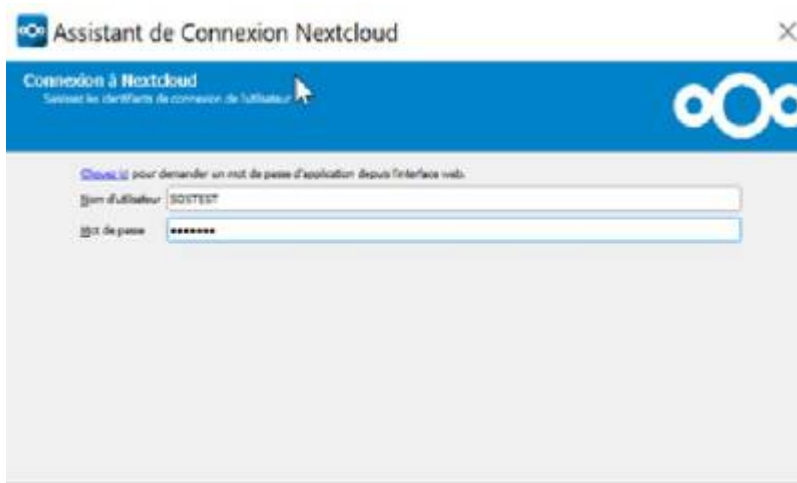 Assistant de Connexion Nextcloud
Connexion à Nextcloud
Saisissez les identifiants de connexion de l'utilisateur
Cliquez ici pour demander un mot de passe d'application depuis l'interface web.
Nom d'utilisateur SOSTEST
Mot de passe •••••••